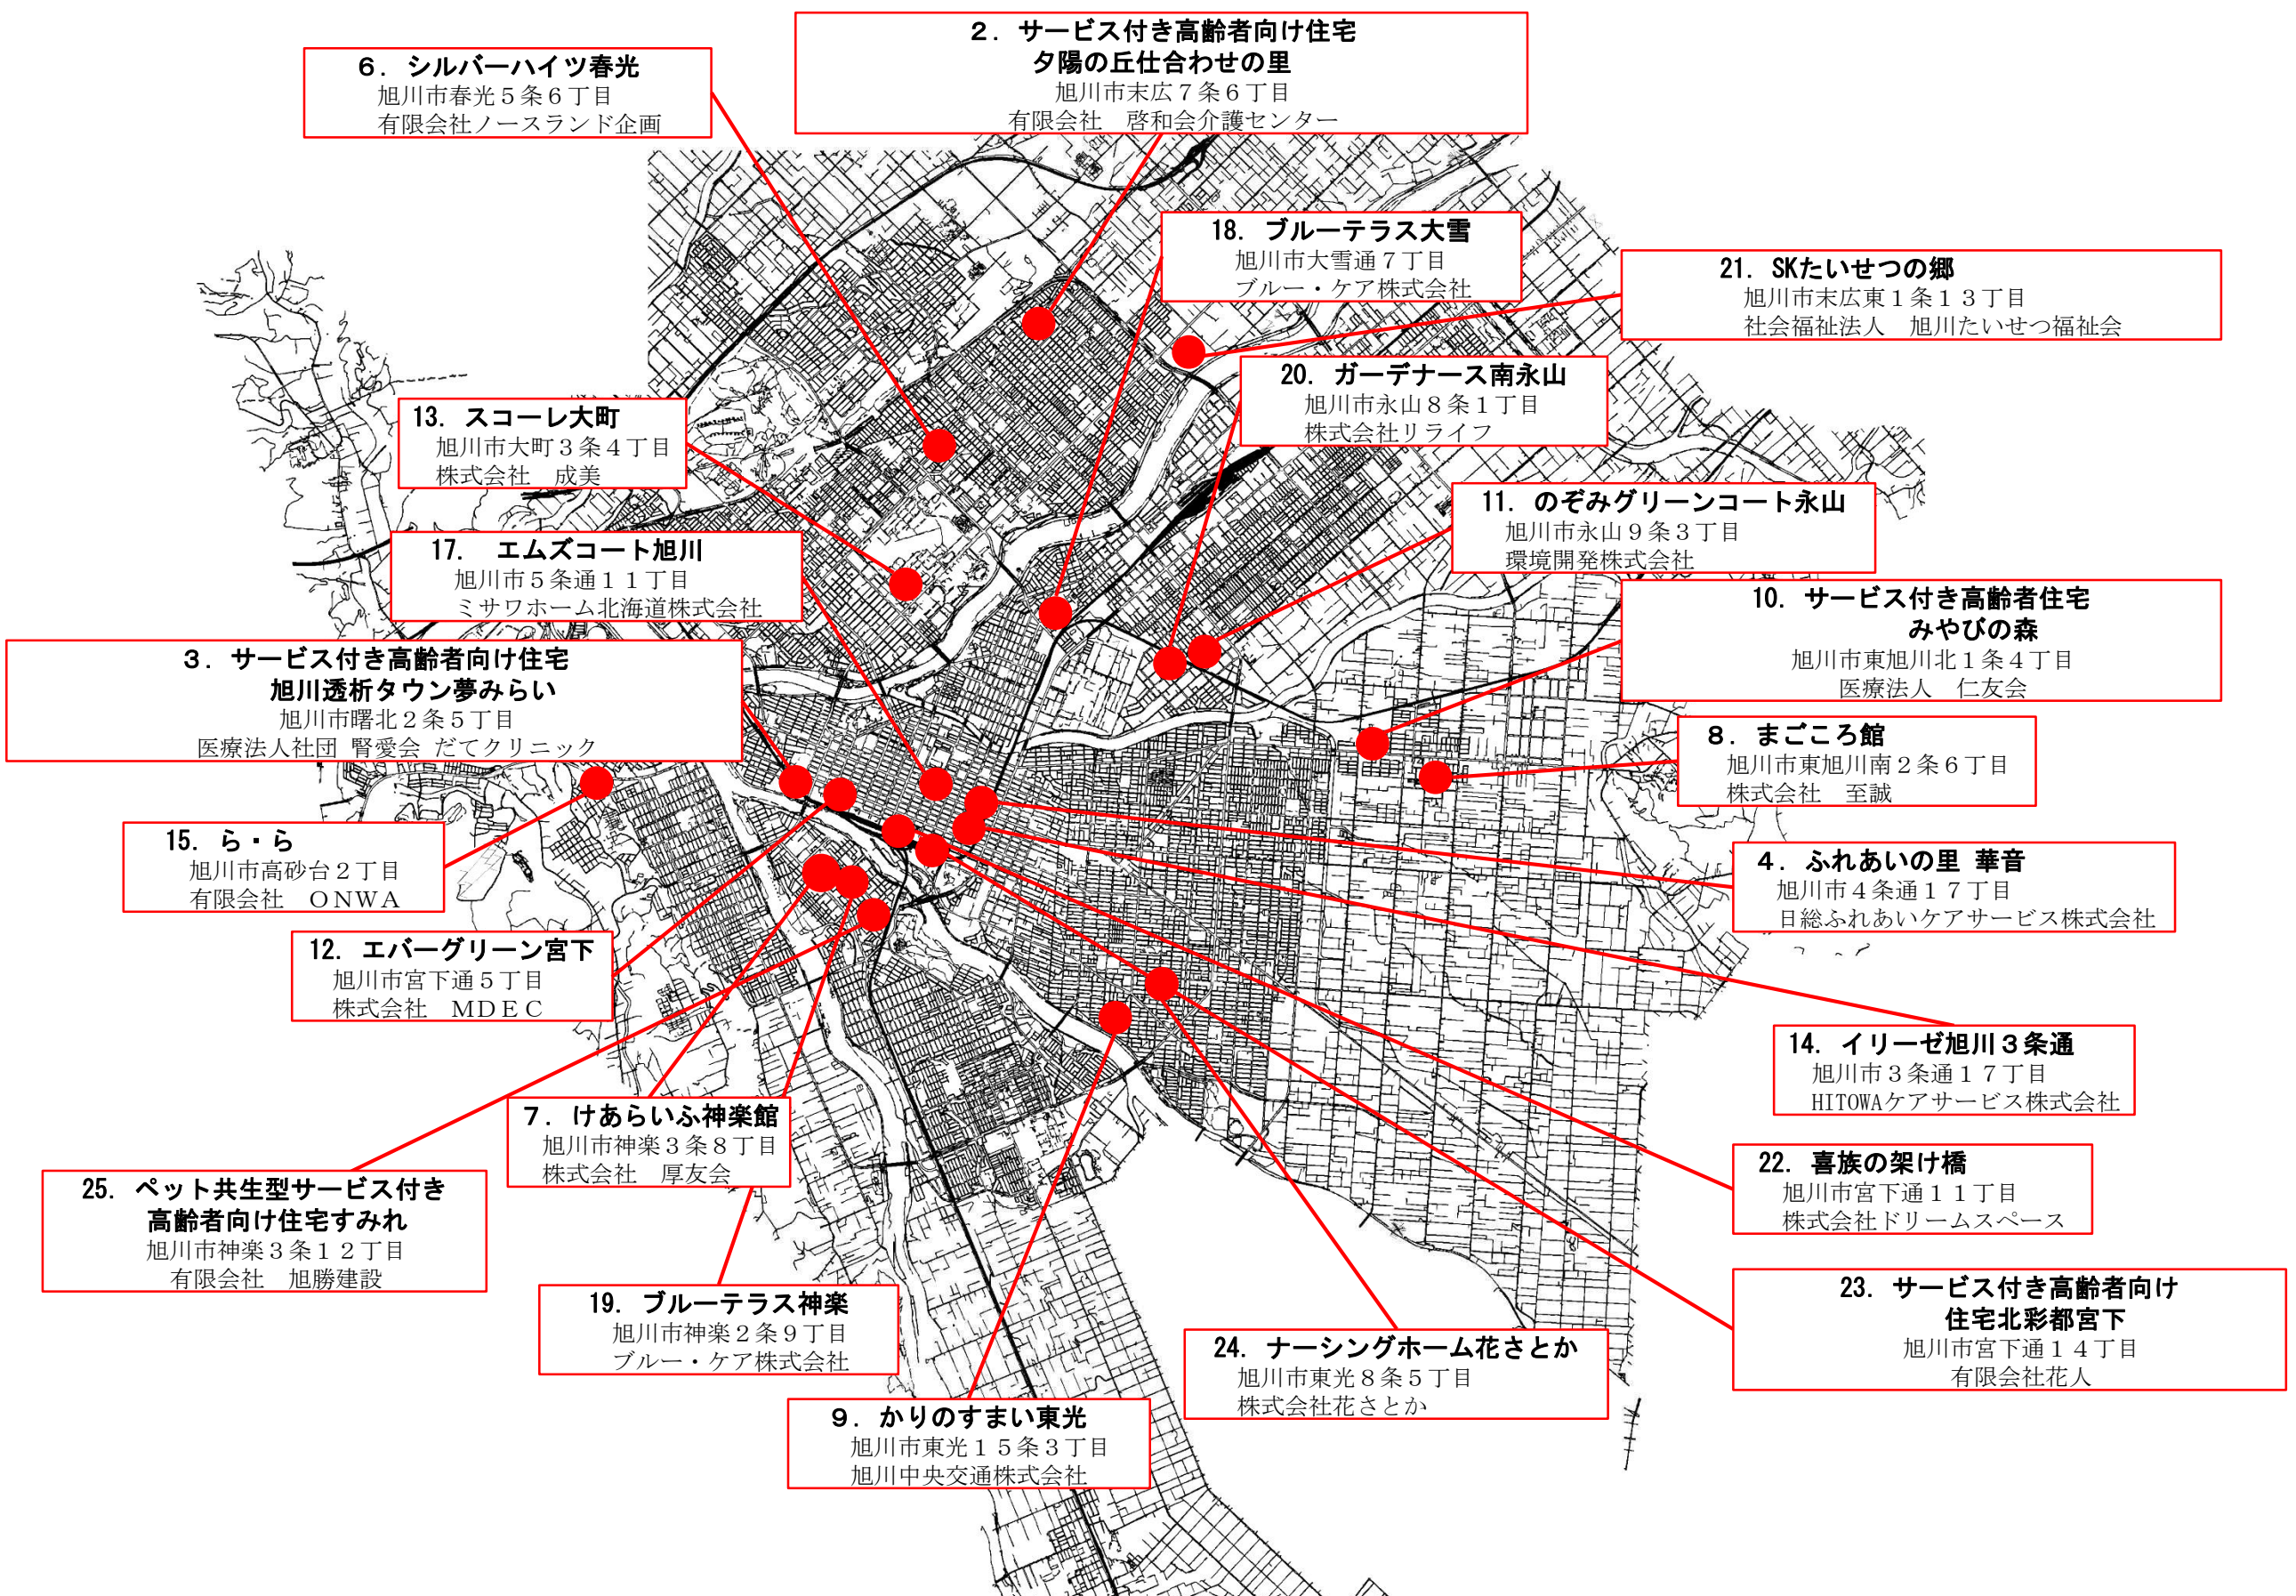 ２．サービス付き高齢者向け住宅
夕陽の丘仕合わせの里
旭川市末広７条６丁目
有限会社　啓和会介護センター
６．シルバーハイツ春光
旭川市春光５条６丁目
有限会社ノースランド企画
18．ブルーテラス大雪
旭川市大雪通７丁目
ブルー・ケア株式会社
21．SKたいせつの郷
旭川市末広東１条１３丁目
社会福祉法人　旭川たいせつ福祉会
20．ガーデナース南永山
旭川市永山８条１丁目
株式会社リライフ
13．スコーレ大町
旭川市大町３条４丁目
株式会社　成美
11．のぞみグリーンコート永山
旭川市永山９条３丁目
環境開発株式会社
17．　エムズコート旭川
旭川市５条通１１丁目
ミサワホーム北海道株式会社
10．サービス付き高齢者住宅
みやびの森
旭川市東旭川北１条４丁目
医療法人　仁友会
３．サービス付き高齢者向け住宅
旭川透析タウン夢みらい
旭川市曙北２条５丁目
医療法人社団 腎愛会 だてクリニック
８．まごころ館
旭川市東旭川南２条６丁目
株式会社　至誠
15．ら・ら
旭川市高砂台２丁目
有限会社　ＯＮＷＡ
４．ふれあいの里 華音
旭川市４条通１７丁目
日総ふれあいケアサービス株式会社
12．エバーグリーン宮下
旭川市宮下通５丁目
株式会社　ＭＤＥＣ
14．イリーゼ旭川３条通
旭川市３条通１７丁目
HITOWAケアサービス株式会社
７．けあらいふ神楽館
旭川市神楽３条８丁目
株式会社　厚友会
22．喜族の架け橋
旭川市宮下通１１丁目
株式会社ドリームスペース
25．ペット共生型サービス付き
高齢者向け住宅すみれ
旭川市神楽３条１２丁目
有限会社　旭勝建設
19．ブルーテラス神楽
旭川市神楽２条９丁目
ブルー・ケア株式会社
23．サービス付き高齢者向け
住宅北彩都宮下
旭川市宮下通１４丁目
有限会社花人
24．ナーシングホーム花さとか
旭川市東光８条５丁目
株式会社花さとか
９．かりのすまい東光
旭川市東光１５条３丁目
旭川中央交通株式会社